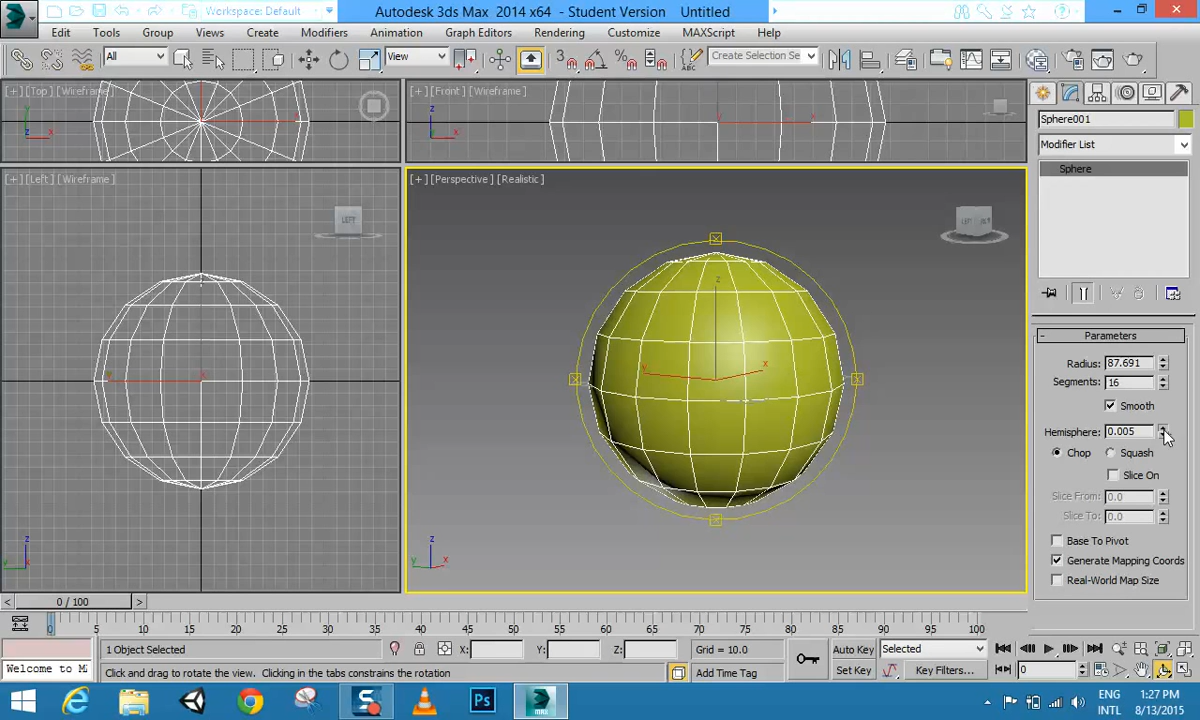 Workspace: Default
Autodesk 3ds Max 2014 x64 - Student Version Untitled
Edit Tools Group Views Create Modifiers Animation Graph Editors Rendering Customize MAXScript Help
All View 3 Create Selection Se
[+] [Top] [Wireframe] [+] [Front] [Wireframe]
Sphere001
Modifier List
Sphere
[+] [Left] [Wireframe] [+] [Perspective] [Realistic]
LEFT
Parameters
Radius: 87.691
Segments: 16
Smooth
Hemisphere: 0.005
Chop Squash
Slice On
Slice From: 0.0
Slice To: 0.0
Base To Pivot
Generate Mapping Coords
Real-World Map Size
0 / 100
0 5 10 15 20 25 30 35 40 45 50 55 60 65 70 75 80 85 90 95 100
1 Object Selected X: Y: Z: Grid = 10.0 Auto Key Selected
Welcome to M Click and drag to rotate the view. Clicking in the tabs constrains the rotation Add Time Tag Set Key Key Filters... 0
ENG 1:27 PM
INTL 8/13/2015